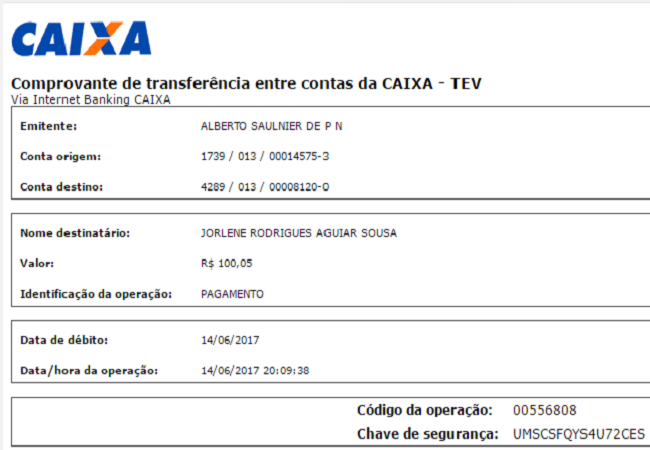 CAIXA
Comprovante de transferência entre contas da CAIXA - TEV
Via Internet Banking CAIXA
Emitente: ALBERTO SAULNIER DE P N
Conta origem: 1739 / 013 / 00014575-3
Conta destino: 4289 / 013 / 00008120-0
Nome destinatário: JORLENE RODRIGUES AGUIAR SOUSA
Valor: R$ 100,05
Identificação da operação: PAGAMENTO
Data de débito: 14/06/2017
Data/hora da operação: 14/06/2017 20:09:38
Código da operação: 00556808
Chave de segurança: UMSCSFQYS4U72CES